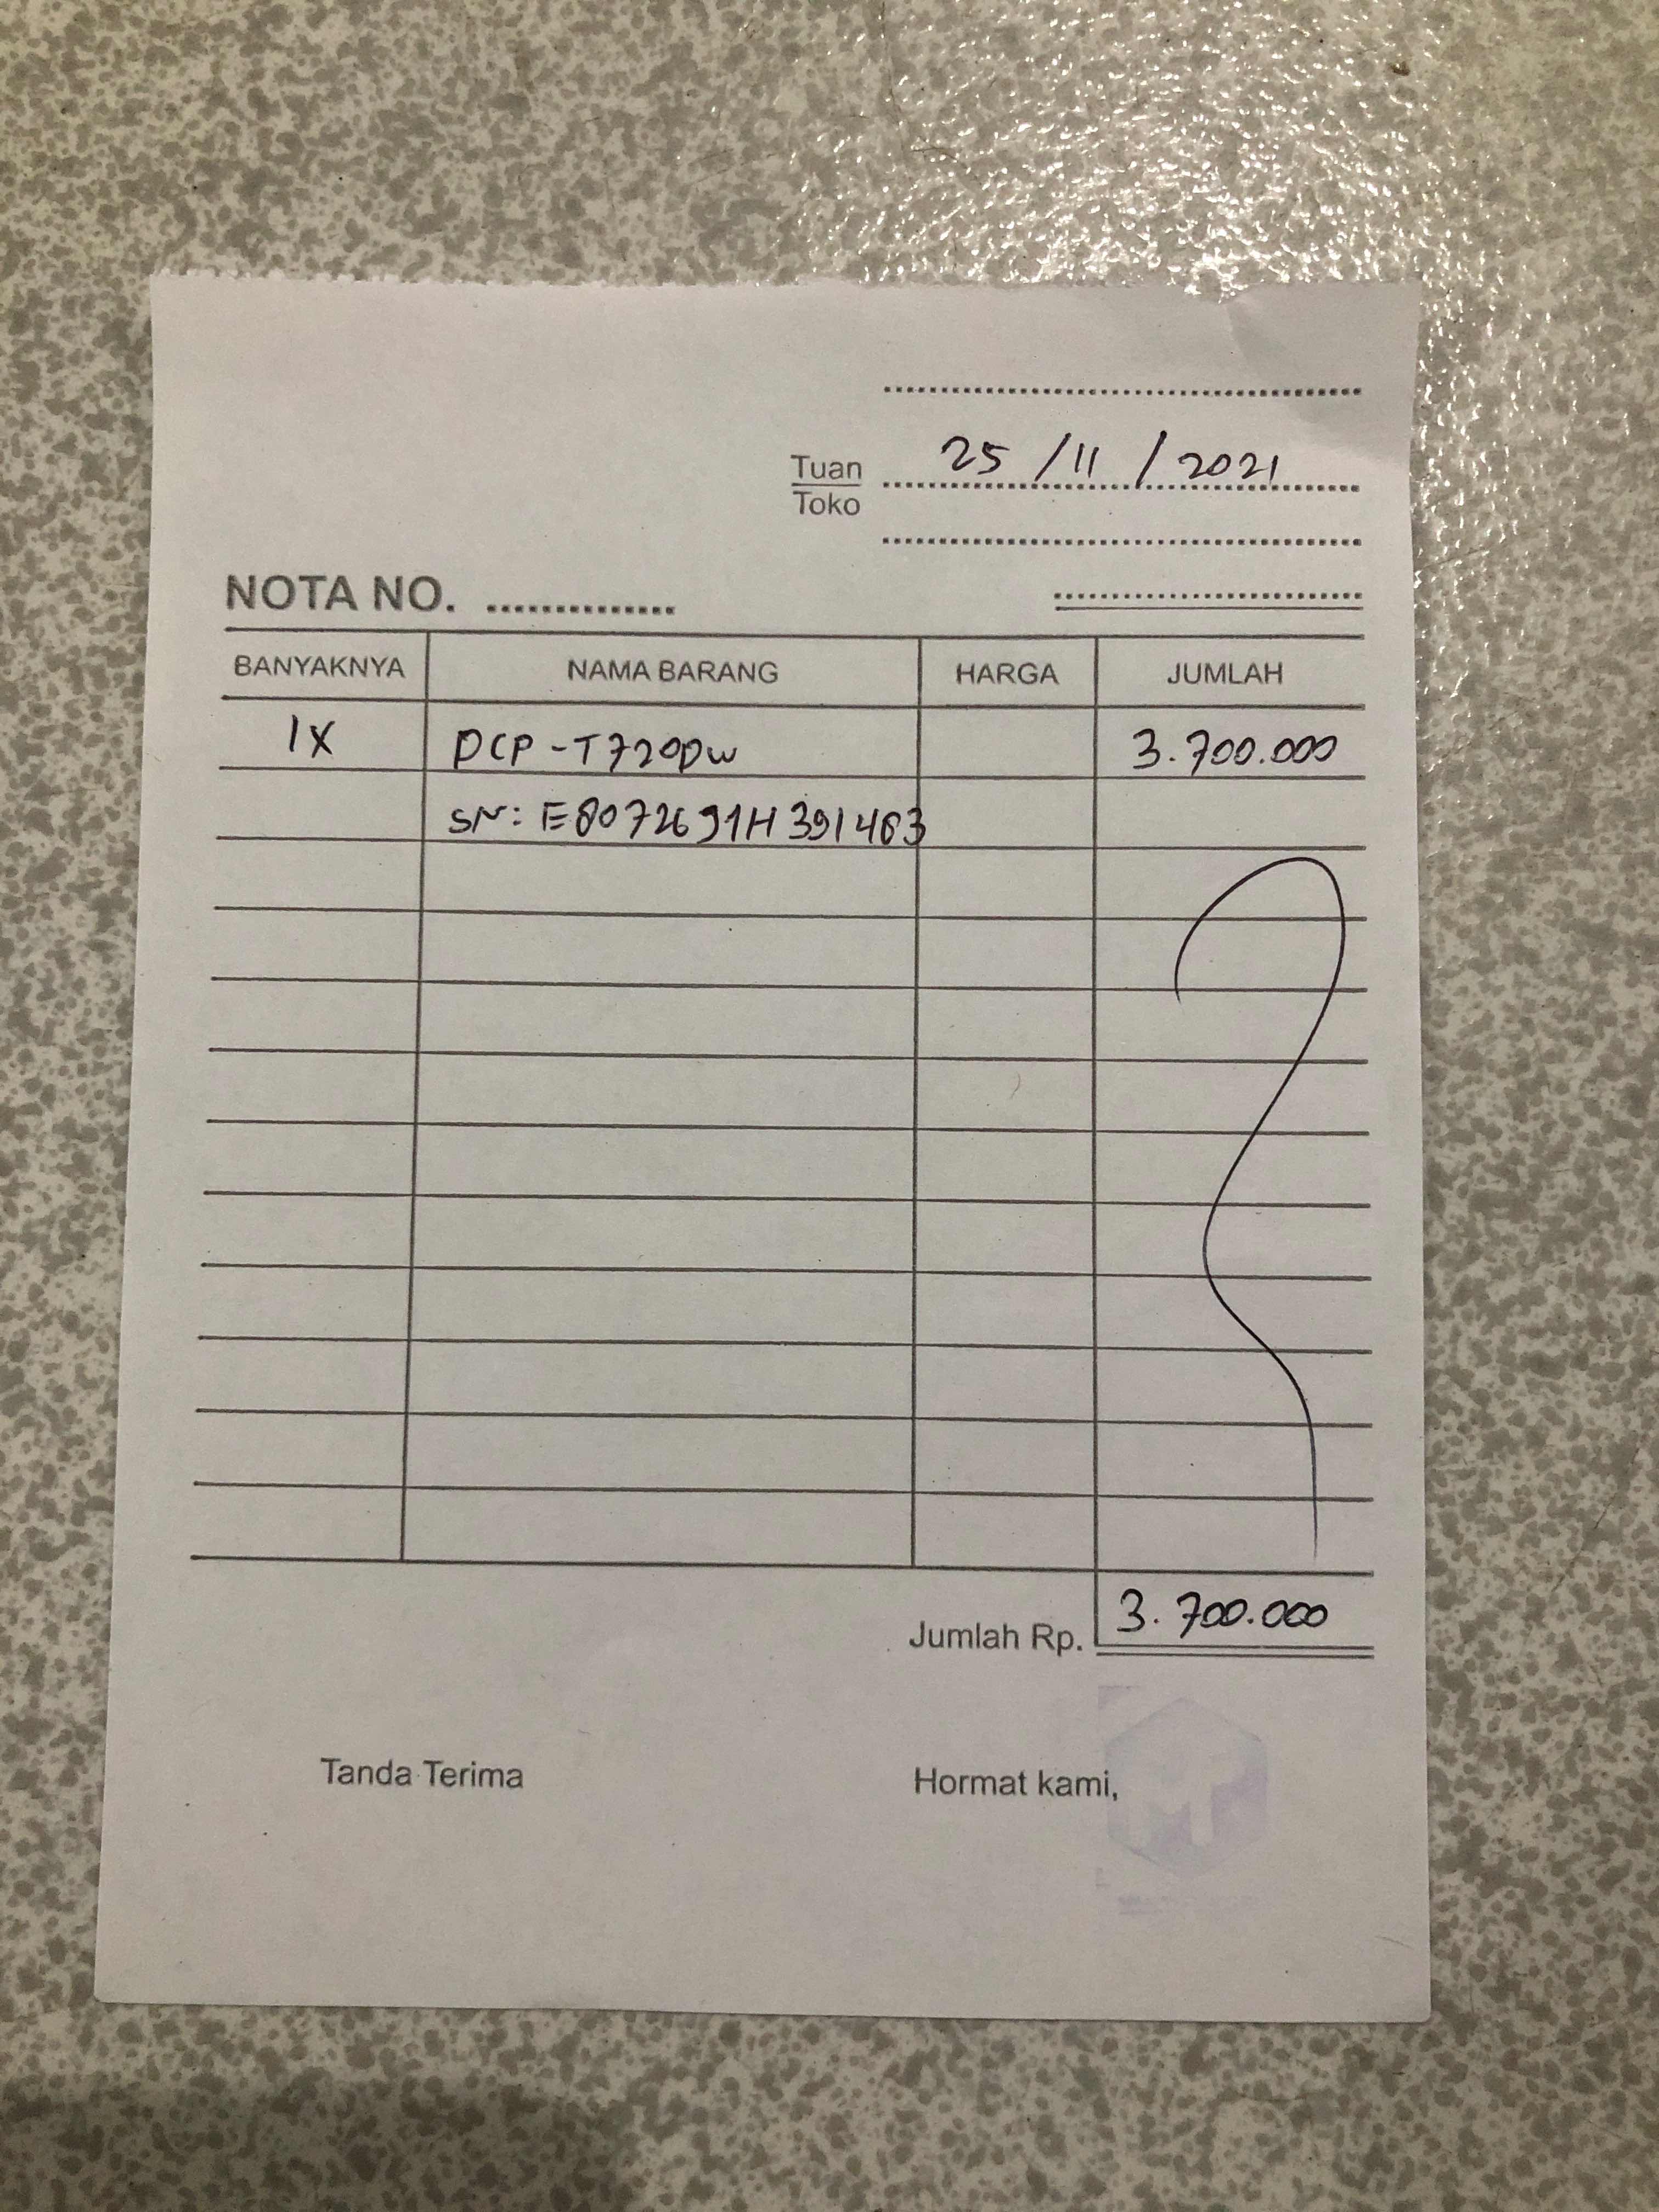 25/11/2021
Tuan
Toko
NOTA NO. ..............
BANYAKNYA NAMA BARANG HARGA JUMLAH
1X DCP-T720DW 3.700.000
SN: E8072691H391463
Jumlah Rp. 3.700.000
Tanda Terima Hormat kami,